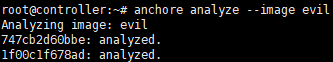 root@controller:~# anchore analyze --image evil
Analyzing image: evil
747cb2d60bbe: analyzed.
1f00c1f678ad: analyzed.